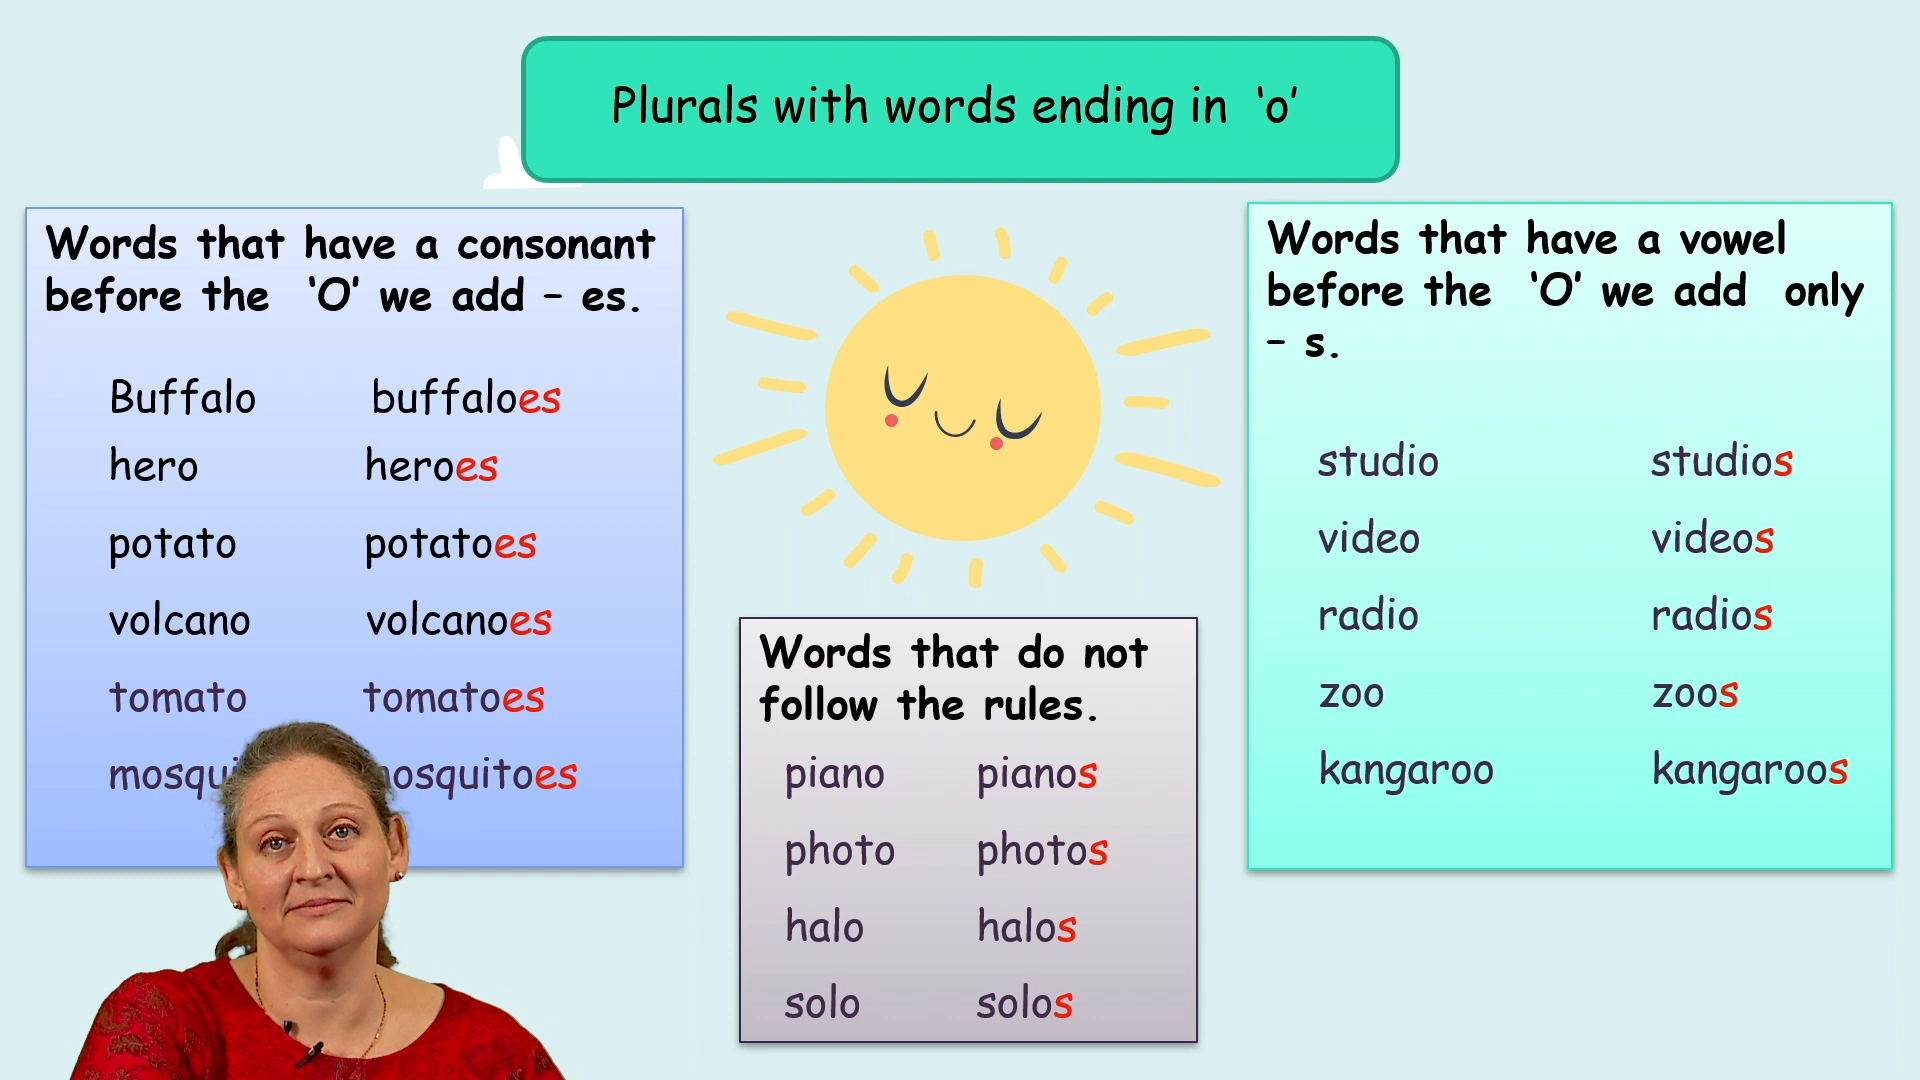 Plurals with words ending in ‘o’
Words that have a consonant
before the ‘O’ we add – es.
Buffalo buffaloes
hero heroes
potato potatoes
volcano volcanoes
tomato tomatoes
mosquitoes
Words that do not
follow the rules.
piano pianos
photo photos
halo halos
solo solos
Words that have a vowel
before the ‘O’ we add only
– s.
studio studios
video videos
radio radios
zoo zoos
kangaroo kangaroos